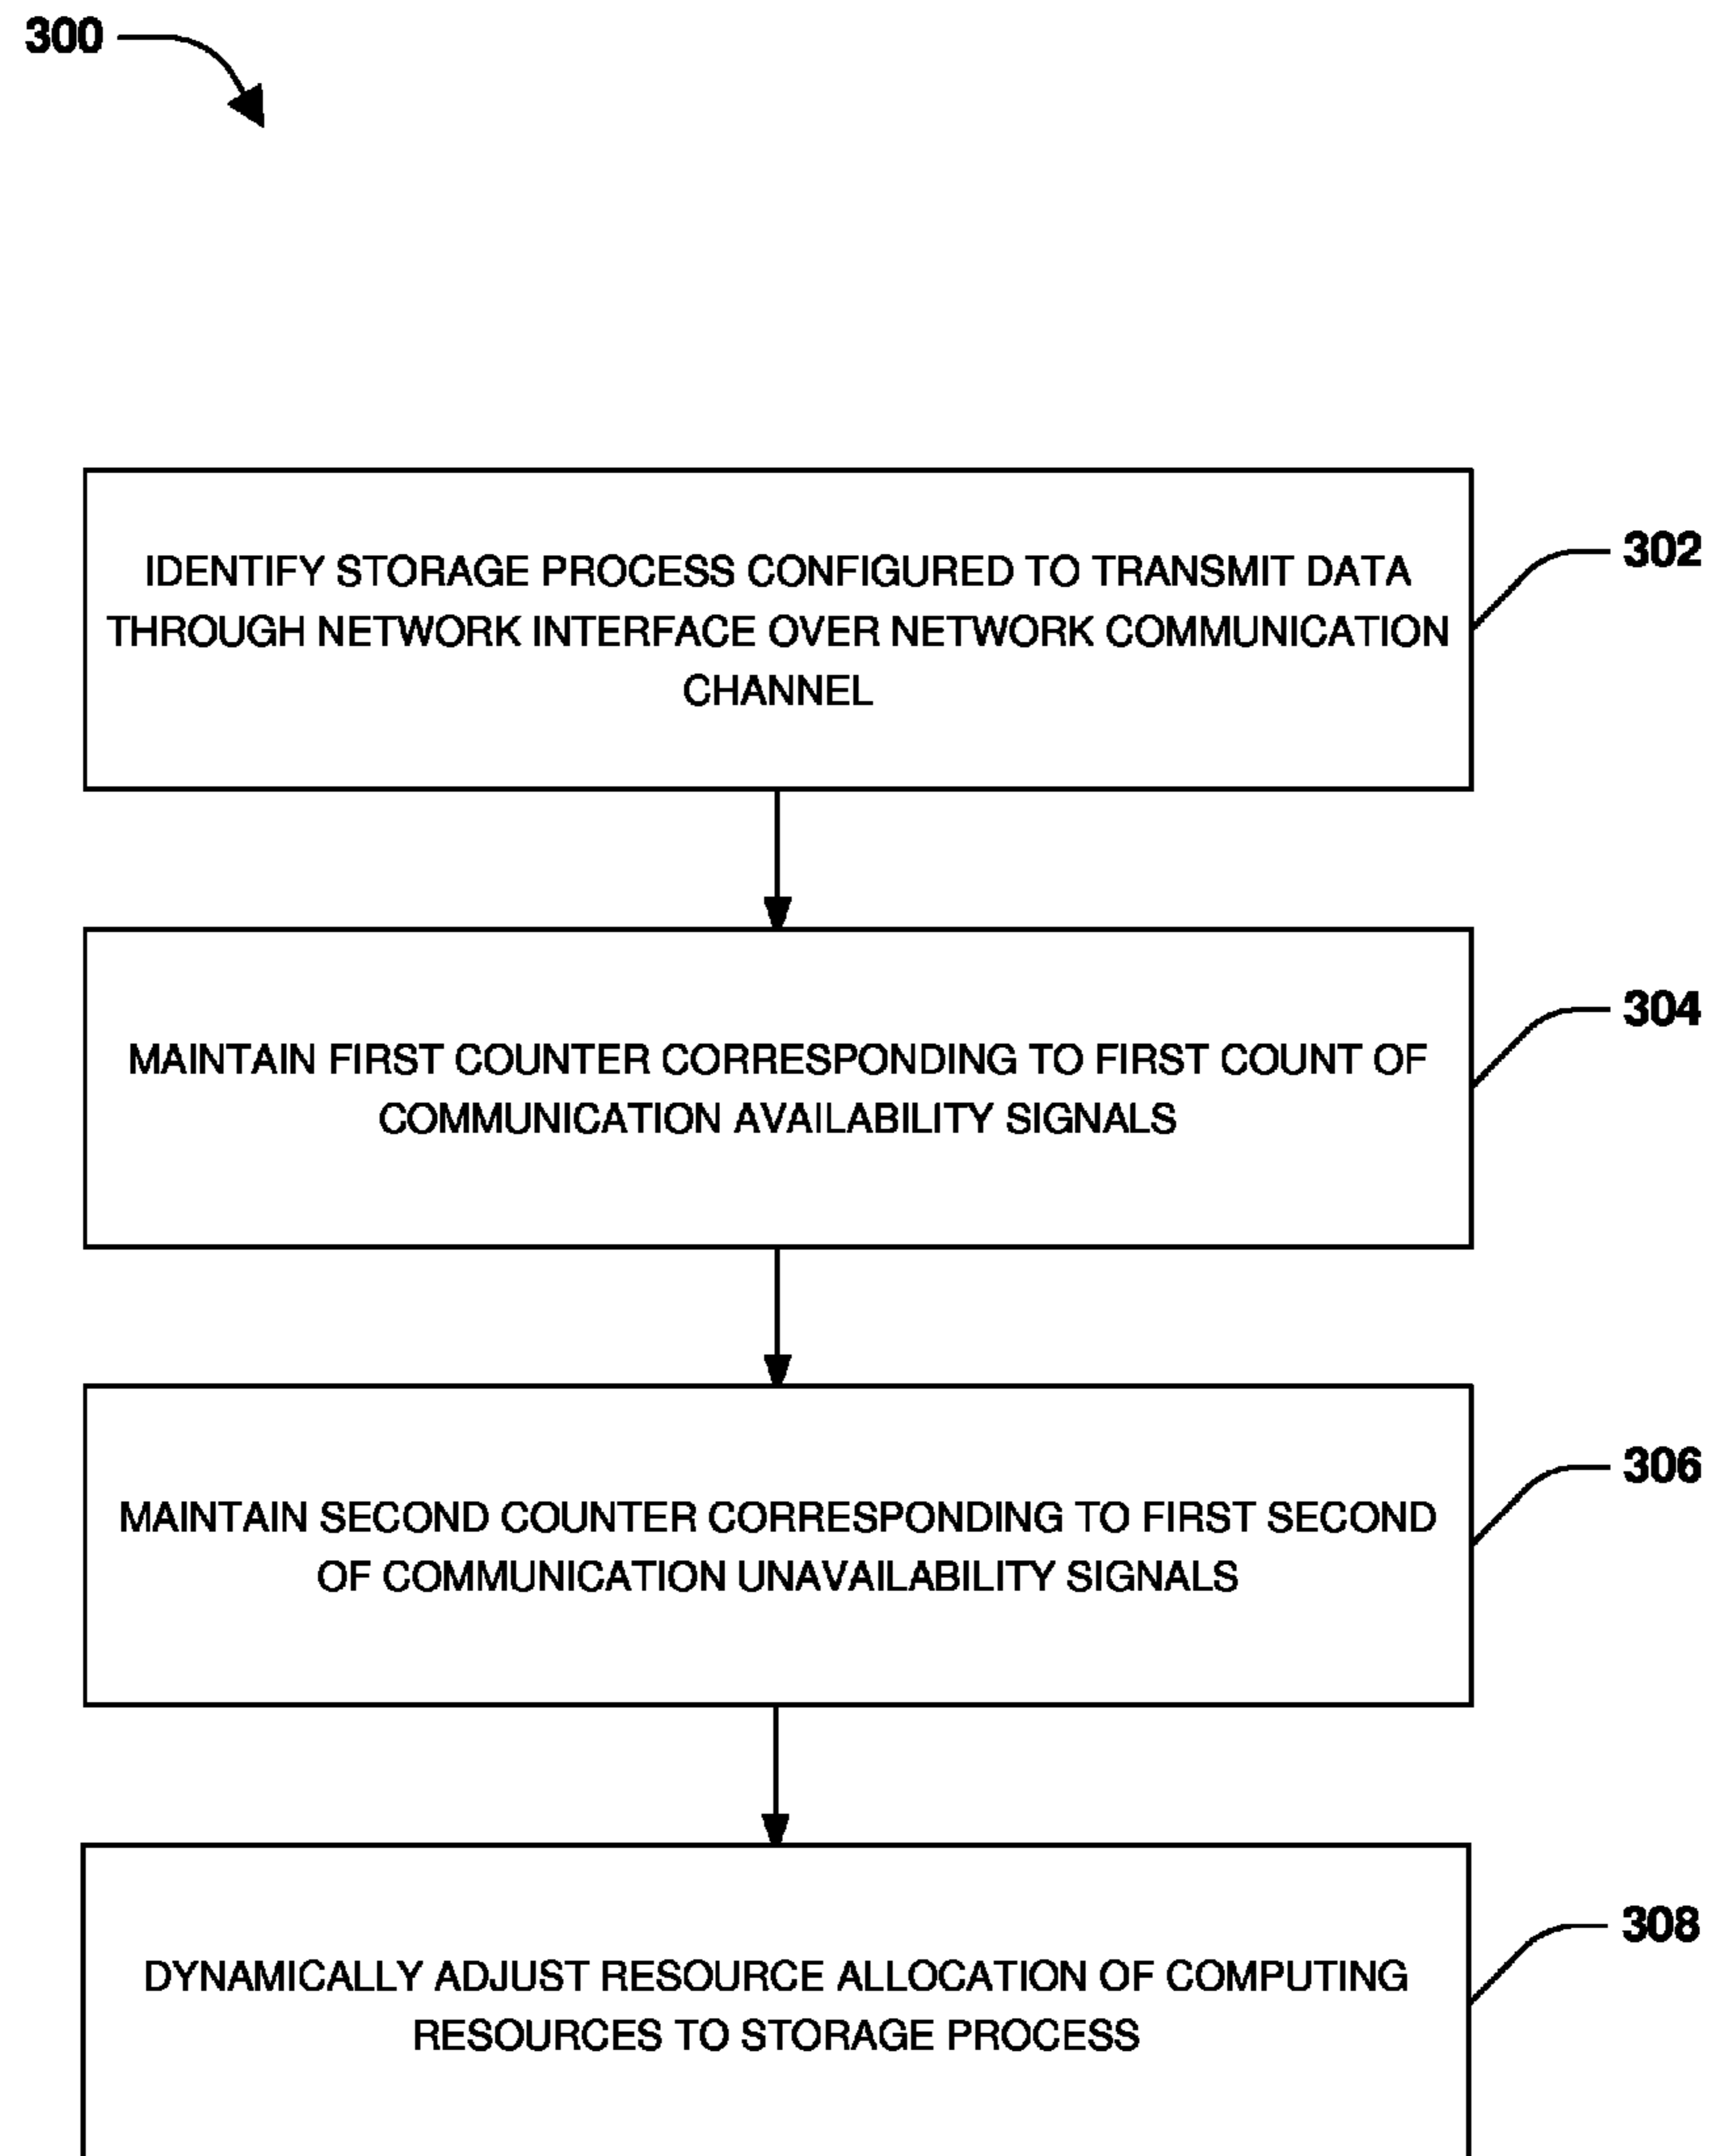 300
IDENTIFY STORAGE PROCESS CONFIGURED TO TRANSMIT DATA
THROUGH NETWORK INTERFACE OVER NETWORK COMMUNICATION
CHANNEL
302
MAINTAIN FIRST COUNTER CORRESPONDING TO FIRST COUNT OF
COMMUNICATION AVAILABILITY SIGNALS
304
MAINTAIN SECOND COUNTER CORRESPONDING TO FIRST SECOND
OF COMMUNICATION UNAVAILABILITY SIGNALS
306
DYNAMICALLY ADJUST RESOURCE ALLOCATION OF COMPUTING
RESOURCES TO STORAGE PROCESS
308